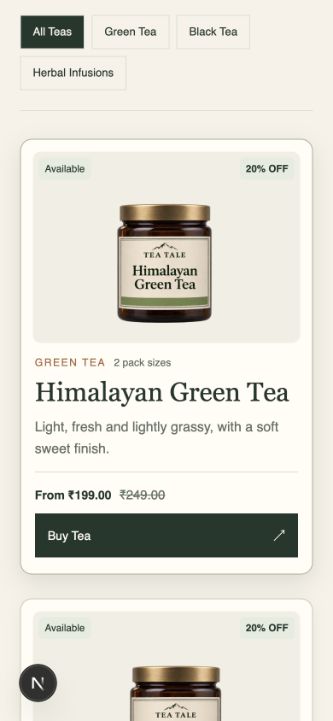 All Teas
Green Tea
Black Tea
Herbal Infusions
Available
20% OFF
TEA TALE
Himalayan
Green Tea
GREEN TEA 2 pack sizes
Himalayan Green Tea
Light, fresh and lightly grassy, with a soft
sweet finish.
From ₹199.00 ₹249.00
Buy Tea
Available
20% OFF
N
TEA TALE